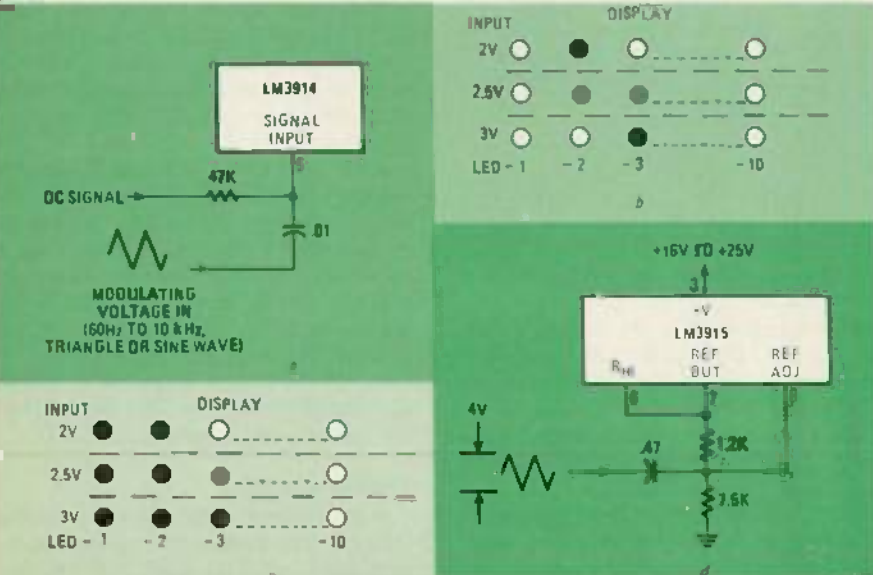 LM3914
SIGNAL
INPUT
5
47K
DC SIGNAL
.01
MODULATING
VOLTAGE IN
(60Hz TO 10 kHz,
TRIANGLE OR SINE WAVE)
a
INPUT DISPLAY
2V
2.5V
3V
LED - 1 - 2 - 3 - 10
b
INPUT DISPLAY
2V
2.5V
3V
LED - 1 - 2 - 3 - 10
+16V TO +25V
3
LM3915
RHI REF REF
OUT ADJ
6 7 8
4V
.47 1.2K
7.5K
d